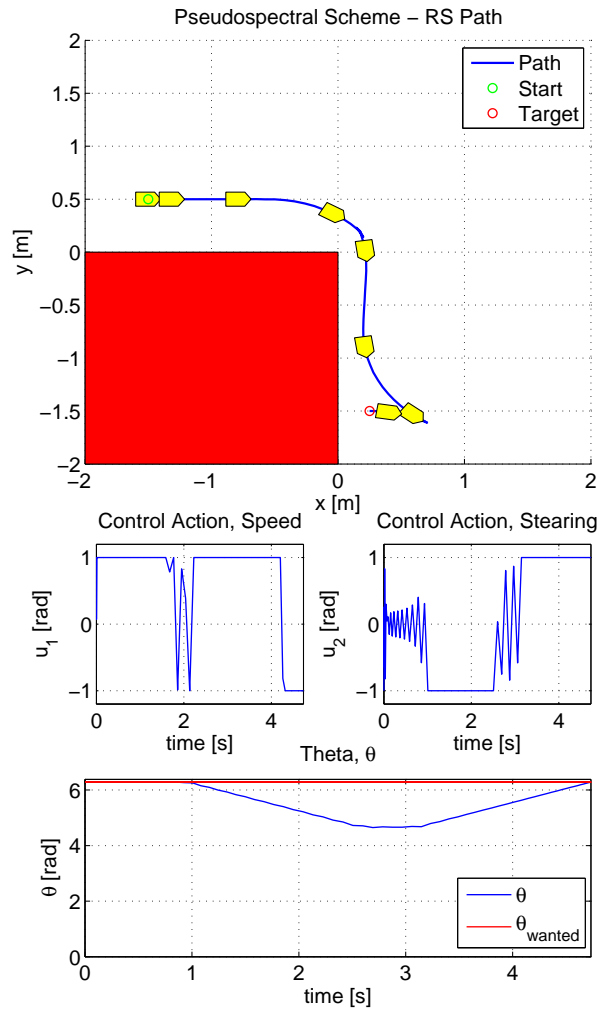 Pseudospectral Scheme − RS Path
2
1.5
1
0.5
0
−0.5
−1
−1.5
−2
y [m]
Path
Start
Target
−2
−1
0
1
2
x [m]
Control Action, Speed
1
0
−1
u1 [rad]
0
2
4
time [s]
Control Action, Stearing
1
0
−1
u2 [rad]
0
2
4
time [s]
Theta, θ
6
4
2
0
θ [rad]
θ
θwanted
0
1
2
3
4
time [s]